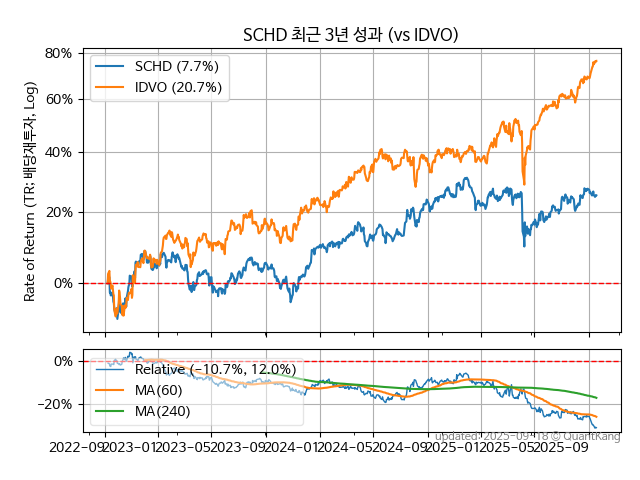 SCHD 최근 3년 성과 (vs IDVO)
80%
60%
40%
20%
0%
Rate of Return (TR: 배당재투자, Log)
SCHD (7.7%)
IDVO (20.7%)
0%
−20%
Relative (−10.7%, 12.0%)
MA(60)
MA(240)
updated: 2025-09-18 © QuantKang
2022-09 2023-01 2023-05 2023-09 2024-01 2024-05 2024-09 2025-01 2025-05 2025-09